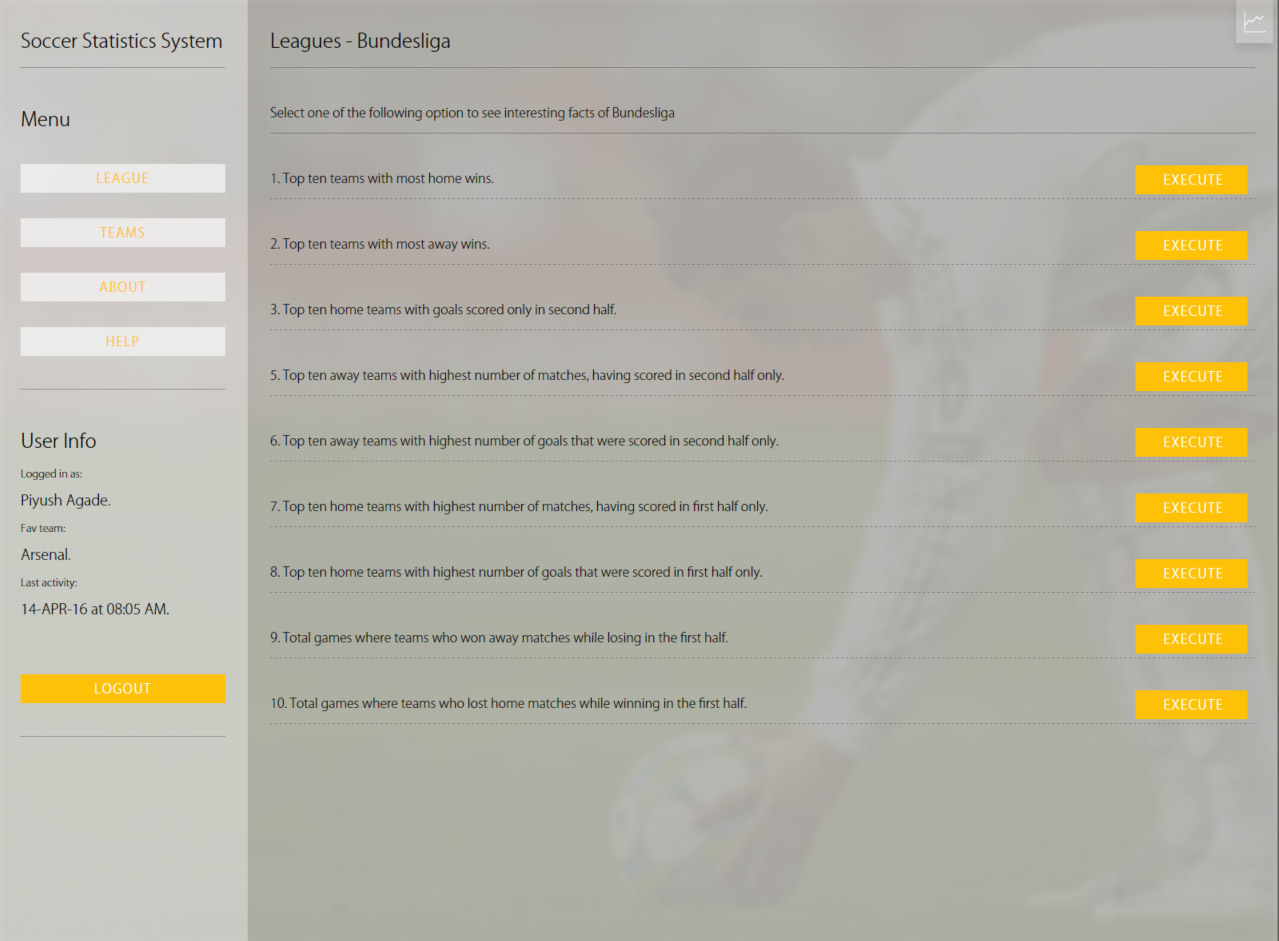 Soccer Statistics System
Menu
LEAGUE
TEAMS
ABOUT
HELP
User Info
Logged in as:
Piyush Agade.
Fav team:
Arsenal.
Last activity:
14-APR-16 at 08:05 AM.
LOGOUT
Leagues - Bundesliga
Select one of the following option to see interesting facts of Bundesliga
1. Top ten teams with most home wins. EXECUTE
2. Top ten teams with most away wins. EXECUTE
3. Top ten home teams with goals scored only in second half. EXECUTE
5. Top ten away teams with highest number of matches, having scored in second half only. EXECUTE
6. Top ten away teams with highest number of goals that were scored in second half only. EXECUTE
7. Top ten home teams with highest number of matches, having scored in first half only. EXECUTE
8. Top ten home teams with highest number of goals that were scored in first half only. EXECUTE
9. Total games where teams who won away matches while losing in the first half. EXECUTE
10. Total games where teams who lost home matches while winning in the first half. EXECUTE